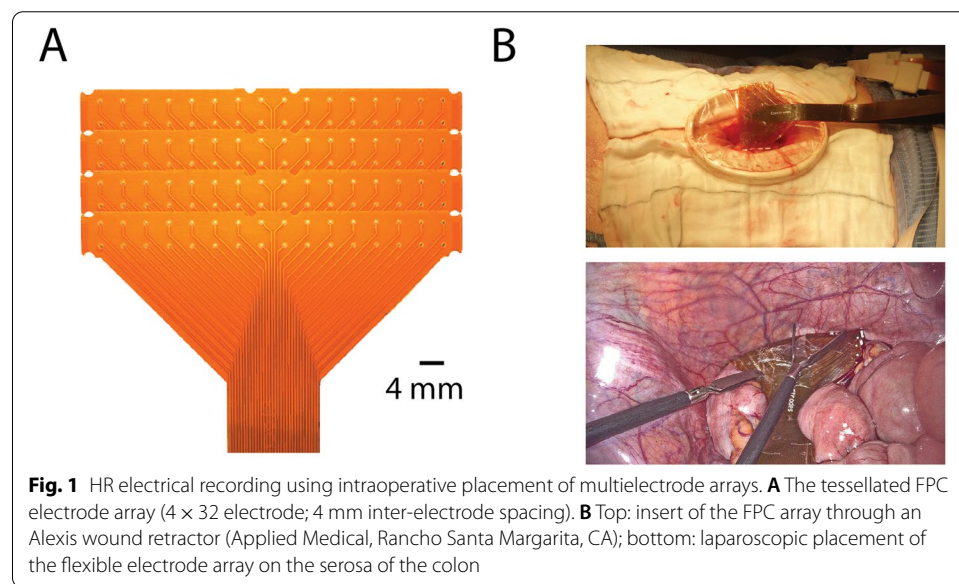 A
B
4 mm
Fig. 1 HR electrical recording using intraoperative placement of multielectrode arrays. A The tessellated FPC
electrode array (4 × 32 electrode; 4 mm inter-electrode spacing). B Top: insert of the FPC array through an
Alexis wound retractor (Applied Medical, Rancho Santa Margarita, CA); bottom: laparoscopic placement of
the flexible electrode array on the serosa of the colon